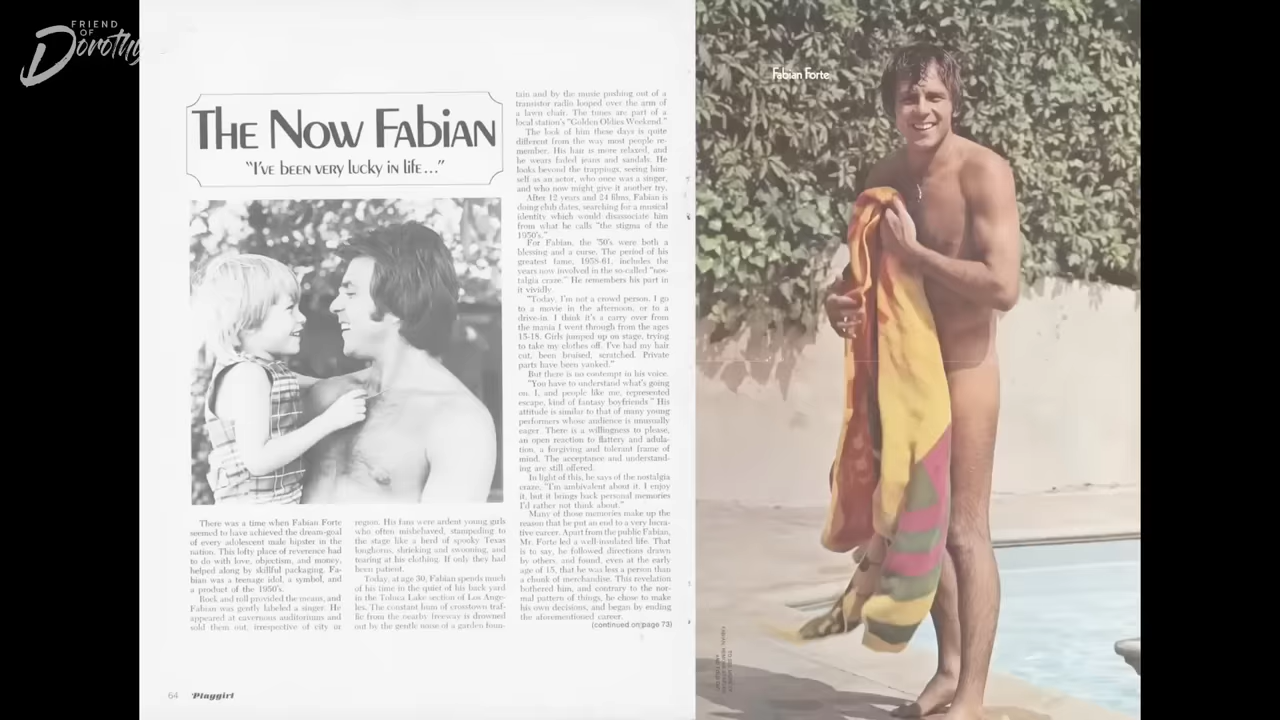 FRIEND
OF
Dorothy
The Now Fabian
"I've been very lucky in life..."
There was a time when Fabian Forte
seemed to have achieved the dream-goal
of every adolescent male hipster in the
nation. This lofty place of reverence had
to do with love, objectism, and money,
helped along by skillful packaging. Fa-
bian was a teenage idol, a symbol, and
a product of the 1950's.
Rock and roll provided the means, and
Fabian was gently labeled a singer. He
appeared at cavernous auditoriums and
sold them out, irrespective of city or
region. His fans were ardent young girls
who often misbehaved, stampeding to
the stage like a herd of spooky Texas
longhorns, shrieking and swooning, and
tearing at his clothing. If only they had
been patient.
Today, at age 30, Fabian spends much
of his time in the quiet of his back yard
in the Toluca Lake section of Los Ange-
les. The constant hum of crosstown traf-
fic from the nearby freeway is drowned
out by the gentle noise of a garden foun-
tain and by the music pushing out of a
transistor radio looped over the arm of
a lawn chair. The tunes are part of a
local station's "Golden Oldies Weekend."
The look of him these days is quite
different from the way most people re-
member. His hair is more relaxed, and
he wears faded jeans and sandals. He
looks beyond the trappings, seeing him-
self as an actor, who once was a singer,
and who now might give it another try.
After 12 years and 24 films, Fabian is
doing club dates, searching for a musical
identity which would disassociate him
from what he calls "the stigma of the
1950's."
For Fabian, the '50's were both a
blessing and a curse. The period of his
greatest fame, 1958-61, includes the
years now involved in the so-called "nos-
talgia craze." He remembers his part in
it vividly.
"Today, I'm not a crowd person. I go
to a movie in the afternoon, or to a
drive-in. I think it's a carry over from
the mania I went through from the ages
15-18. Girls jumped up on stage, trying
to take my clothes off. I've had my hair
cut, been bruised, scratched. Private
parts have been yanked."
But there is no contempt in his voice.
"You have to understand what's going
on. I, and people like me, represented
escape, kind of fantasy boyfriends." His
attitude is similar to that of many young
performers whose audience is unusually
eager. There is a willingness to please,
an open reaction to flattery and adula-
tion, a forgiving and tolerant frame of
mind. The acceptance and understand-
ing are still offered.
In light of this, he says of the nostalgia
craze, "I'm ambivalent about it. I enjoy
it, but it brings back personal memories
I'd rather not think about."
Many of those memories make up the
reason that he put an end to a very lucra-
tive career. Apart from the public Fabian,
Mr. Forte led a well-insulated life. That
is to say, he followed directions drawn
by others, and found, even at the early
age of 15, that he was less a person than
a chunk of merchandise. This revelation
bothered him, and contrary to the nor-
mal pattern of things, he chose to make
his own decisions, and began by ending
the aforementioned career.
(continued on page 73)
64 Playgirl
Fabian Forte